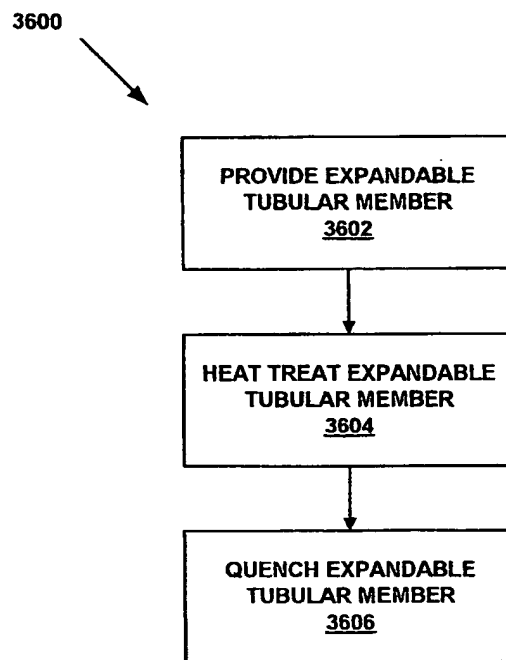 3600
PROVIDE EXPANDABLE
TUBULAR MEMBER
3602
HEAT TREAT EXPANDABLE
TUBULAR MEMBER
3604
QUENCH EXPANDABLE
TUBULAR MEMBER
3606